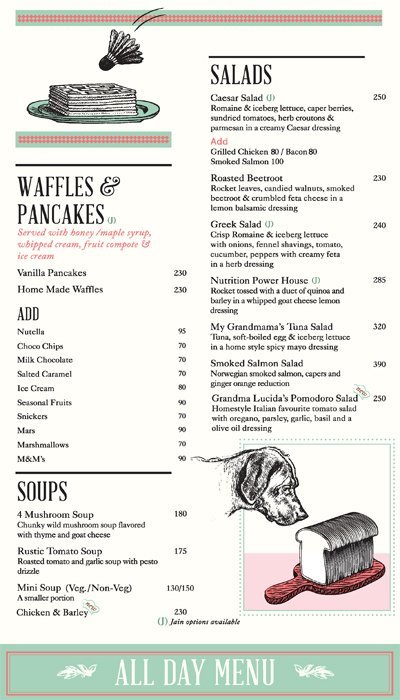 WAFFLES &
PANCAKES (J)
Served with honey/maple syrup,
whipped cream, fruit compote &
ice cream
Vanilla Pancakes 230
Home Made Waffles 230
ADD
Nutella 95
Choco Chips 70
Milk Chocolate 70
Salted Caramel 70
Ice Cream 80
Seasonal Fruits 90
Snickers 70
Mars 90
Marshmallows 70
M&M's 90
SOUPS
4 Mushroom Soup 180
Chunky wild mushroom soup flavored
with thyme and goat cheese
Rustic Tomato Soup 175
Roasted tomato and garlic soup with pesto
drizzle
Mini Soup (Veg./Non-Veg) 130/150
A smaller portion
Chicken & Barley 230
(J) Jain options available
SALADS
Caesar Salad (J) 250
Romaine & iceberg lettuce, caper berries,
sundried tomatoes, herb croutons &
parmesan in a creamy Caesar dressing
Add
Grilled Chicken 80 / Bacon 80
Smoked Salmon 100
Roasted Beetroot 230
Rocket leaves, candied walnuts, smoked
beetroot & crumbled feta cheese in a
lemon balsamic dressing
Greek Salad (J) 240
Crisp Romaine & iceberg lettuce
with onions, fennel shavings, tomato,
cucumber, peppers with creamy feta
in a herb dressing
Nutrition Power House (J) 285
Rocket tossed with a duet of quinoa and
barley in a whipped goat cheese lemon
dressing
My Grandmama's Tuna Salad 320
Tuna, soft-boiled egg & iceberg lettuce
in a home style spicy mayo dressing
Smoked Salmon Salad 390
Norwegian smoked salmon, capers and
ginger orange reduction
Grandma Lucida's Pomodoro Salad 250
Homestyle Italian favourite tomato salad
with oregano, parsley, garlic, basil and a
olive oil dressing
ALL DAY MENU